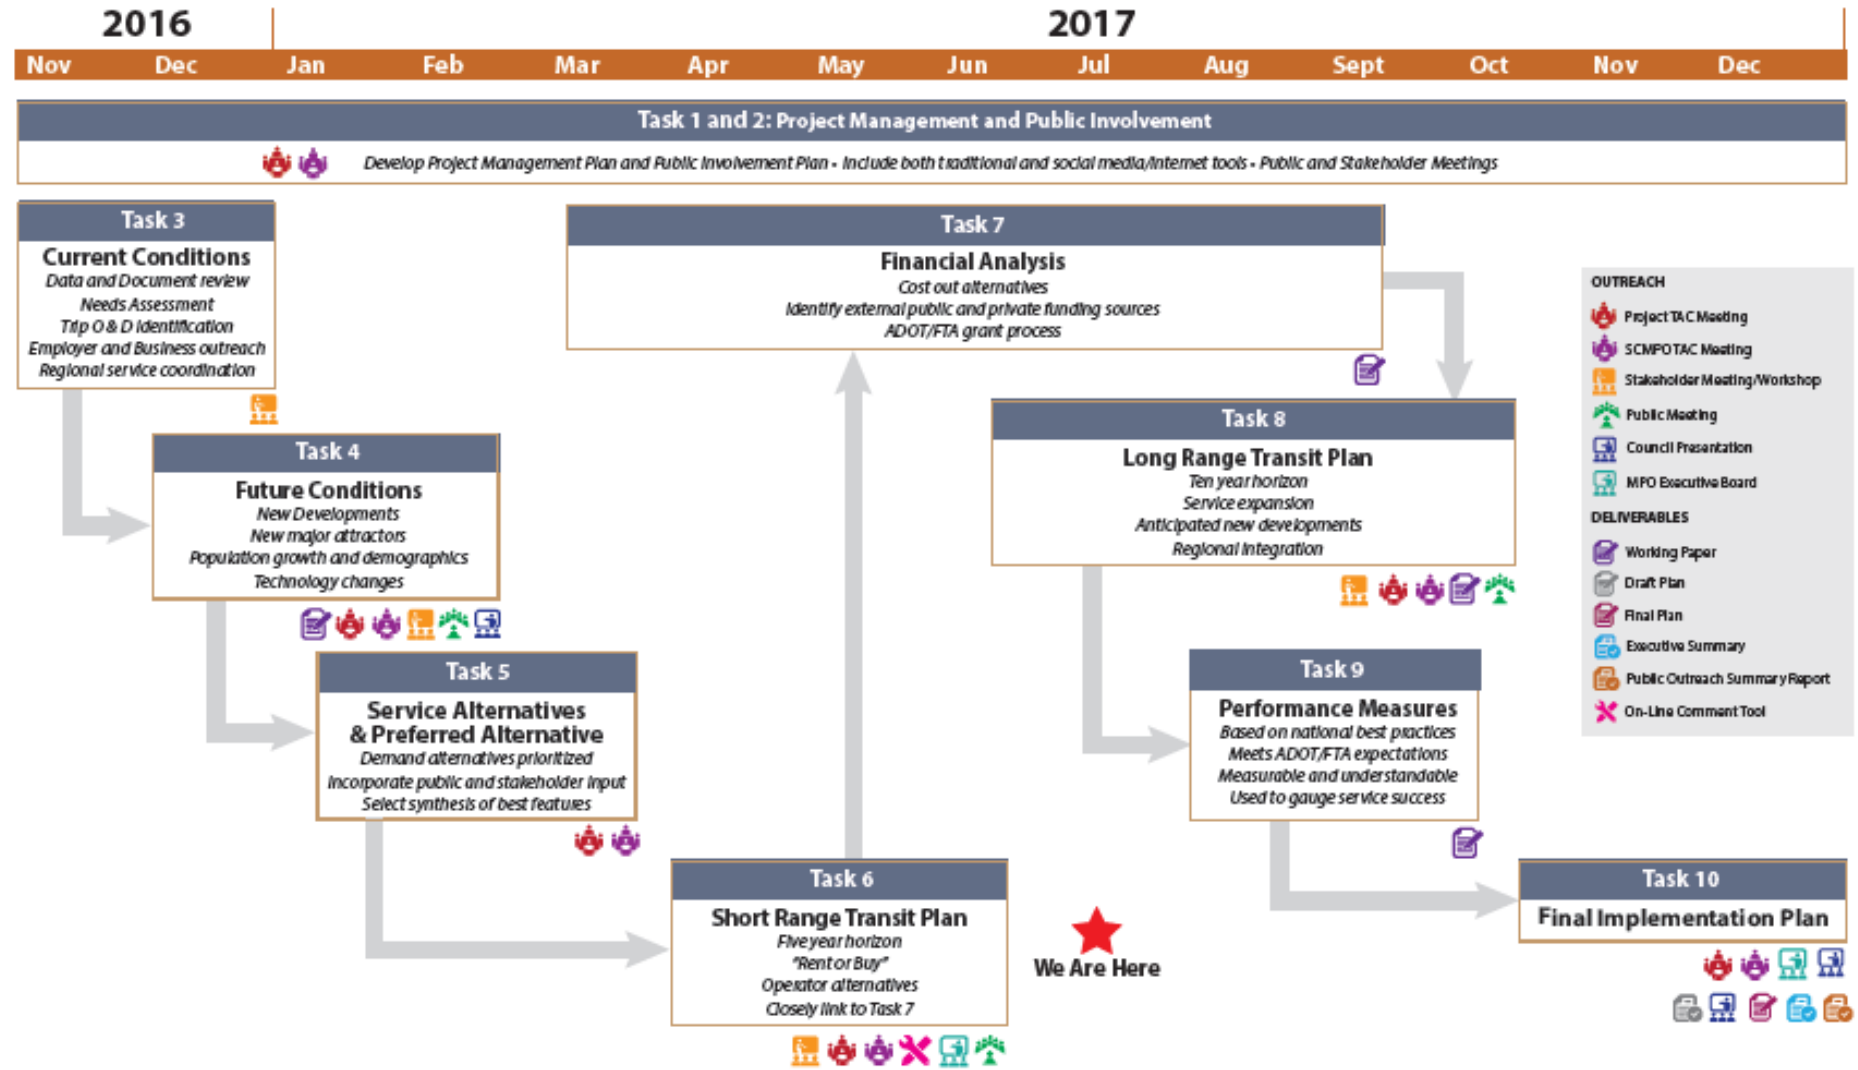 2016
2017
Nov Dec Jan Feb Mar Apr May Jun Jul Aug Sept Oct Nov Dec
Task 1 and 2: Project Management and Public Involvement
Develop Project Management Plan and Public Involvement Plan - Include both traditional and social media/internet tools - Public and Stakeholder Meetings
Task 3
Current Conditions
Data and Document review
Needs Assessment
Trip O & D Identification
Employer and Business outreach
Regional service coordination
Task 4
Future Conditions
New Developments
New major attractors
Population growth and demographics
Technology changes
Task 5
Service Alternatives
& Preferred Alternative
Demand alternatives prioritized
Incorporate public and stakeholder input
Select synthesis of best features
Task 6
Short Range Transit Plan
Five year horizon
"Rent or Buy"
Operator alternatives
Closely link to Task 7
We Are Here
Task 7
Financial Analysis
Cost out alternatives
Identify external public and private funding sources
ADOT/FTA grant process
Task 8
Long Range Transit Plan
Ten year horizon
Service expansion
Anticipated new developments
Regional Integration
Task 9
Performance Measures
Based on national best practices
Meets ADOT/FTA expectations
Measurable and understandable
Used to gauge service success
Task 10
Final Implementation Plan
OUTREACH
Project TAC Meeting
SCMPO TAC Meeting
Stakeholder Meeting/Workshop
Public Meeting
Council Presentation
MPO Executive Board
DELIVERABLES
Working Paper
Draft Plan
Final Plan
Executive Summary
Public Outreach Summary Report
On-Line Comment Tool